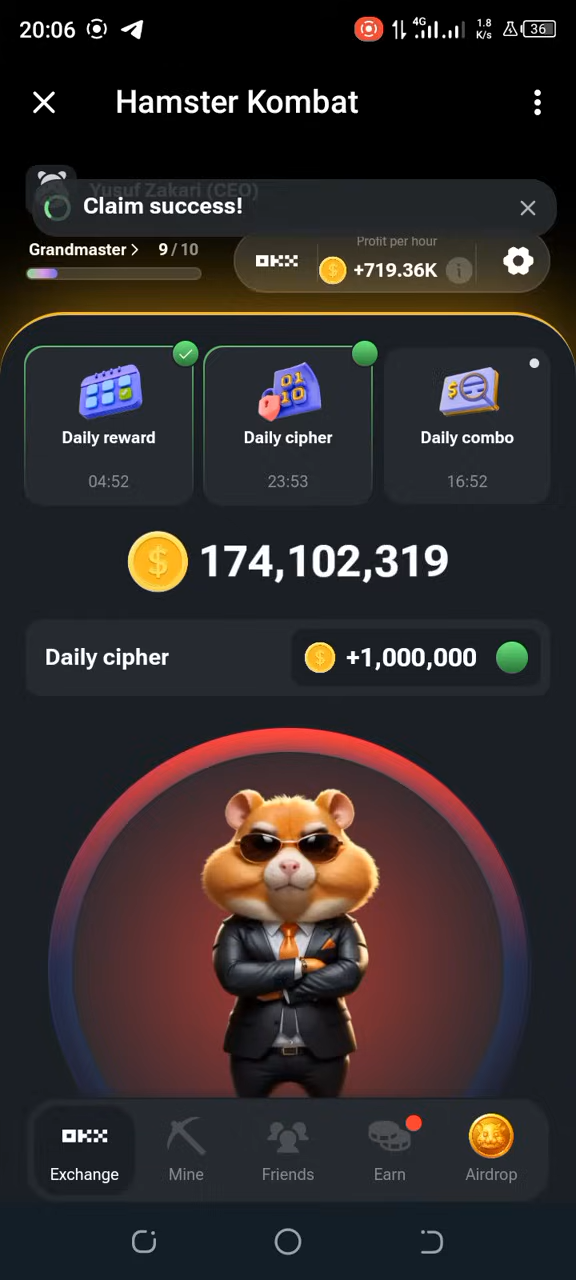 20:06
4G
1.8
K/s
36
Hamster Kombat
Yusuf Zakari (CEO)
Claim success!
Grandmaster > 9 / 10
OKX
Profit per hour
+719.36K
Daily reward
04:52
Daily cipher
23:53
Daily combo
16:52
174,102,319
Daily cipher
+1,000,000
OKX
Exchange
Mine
Friends
Earn
Airdrop